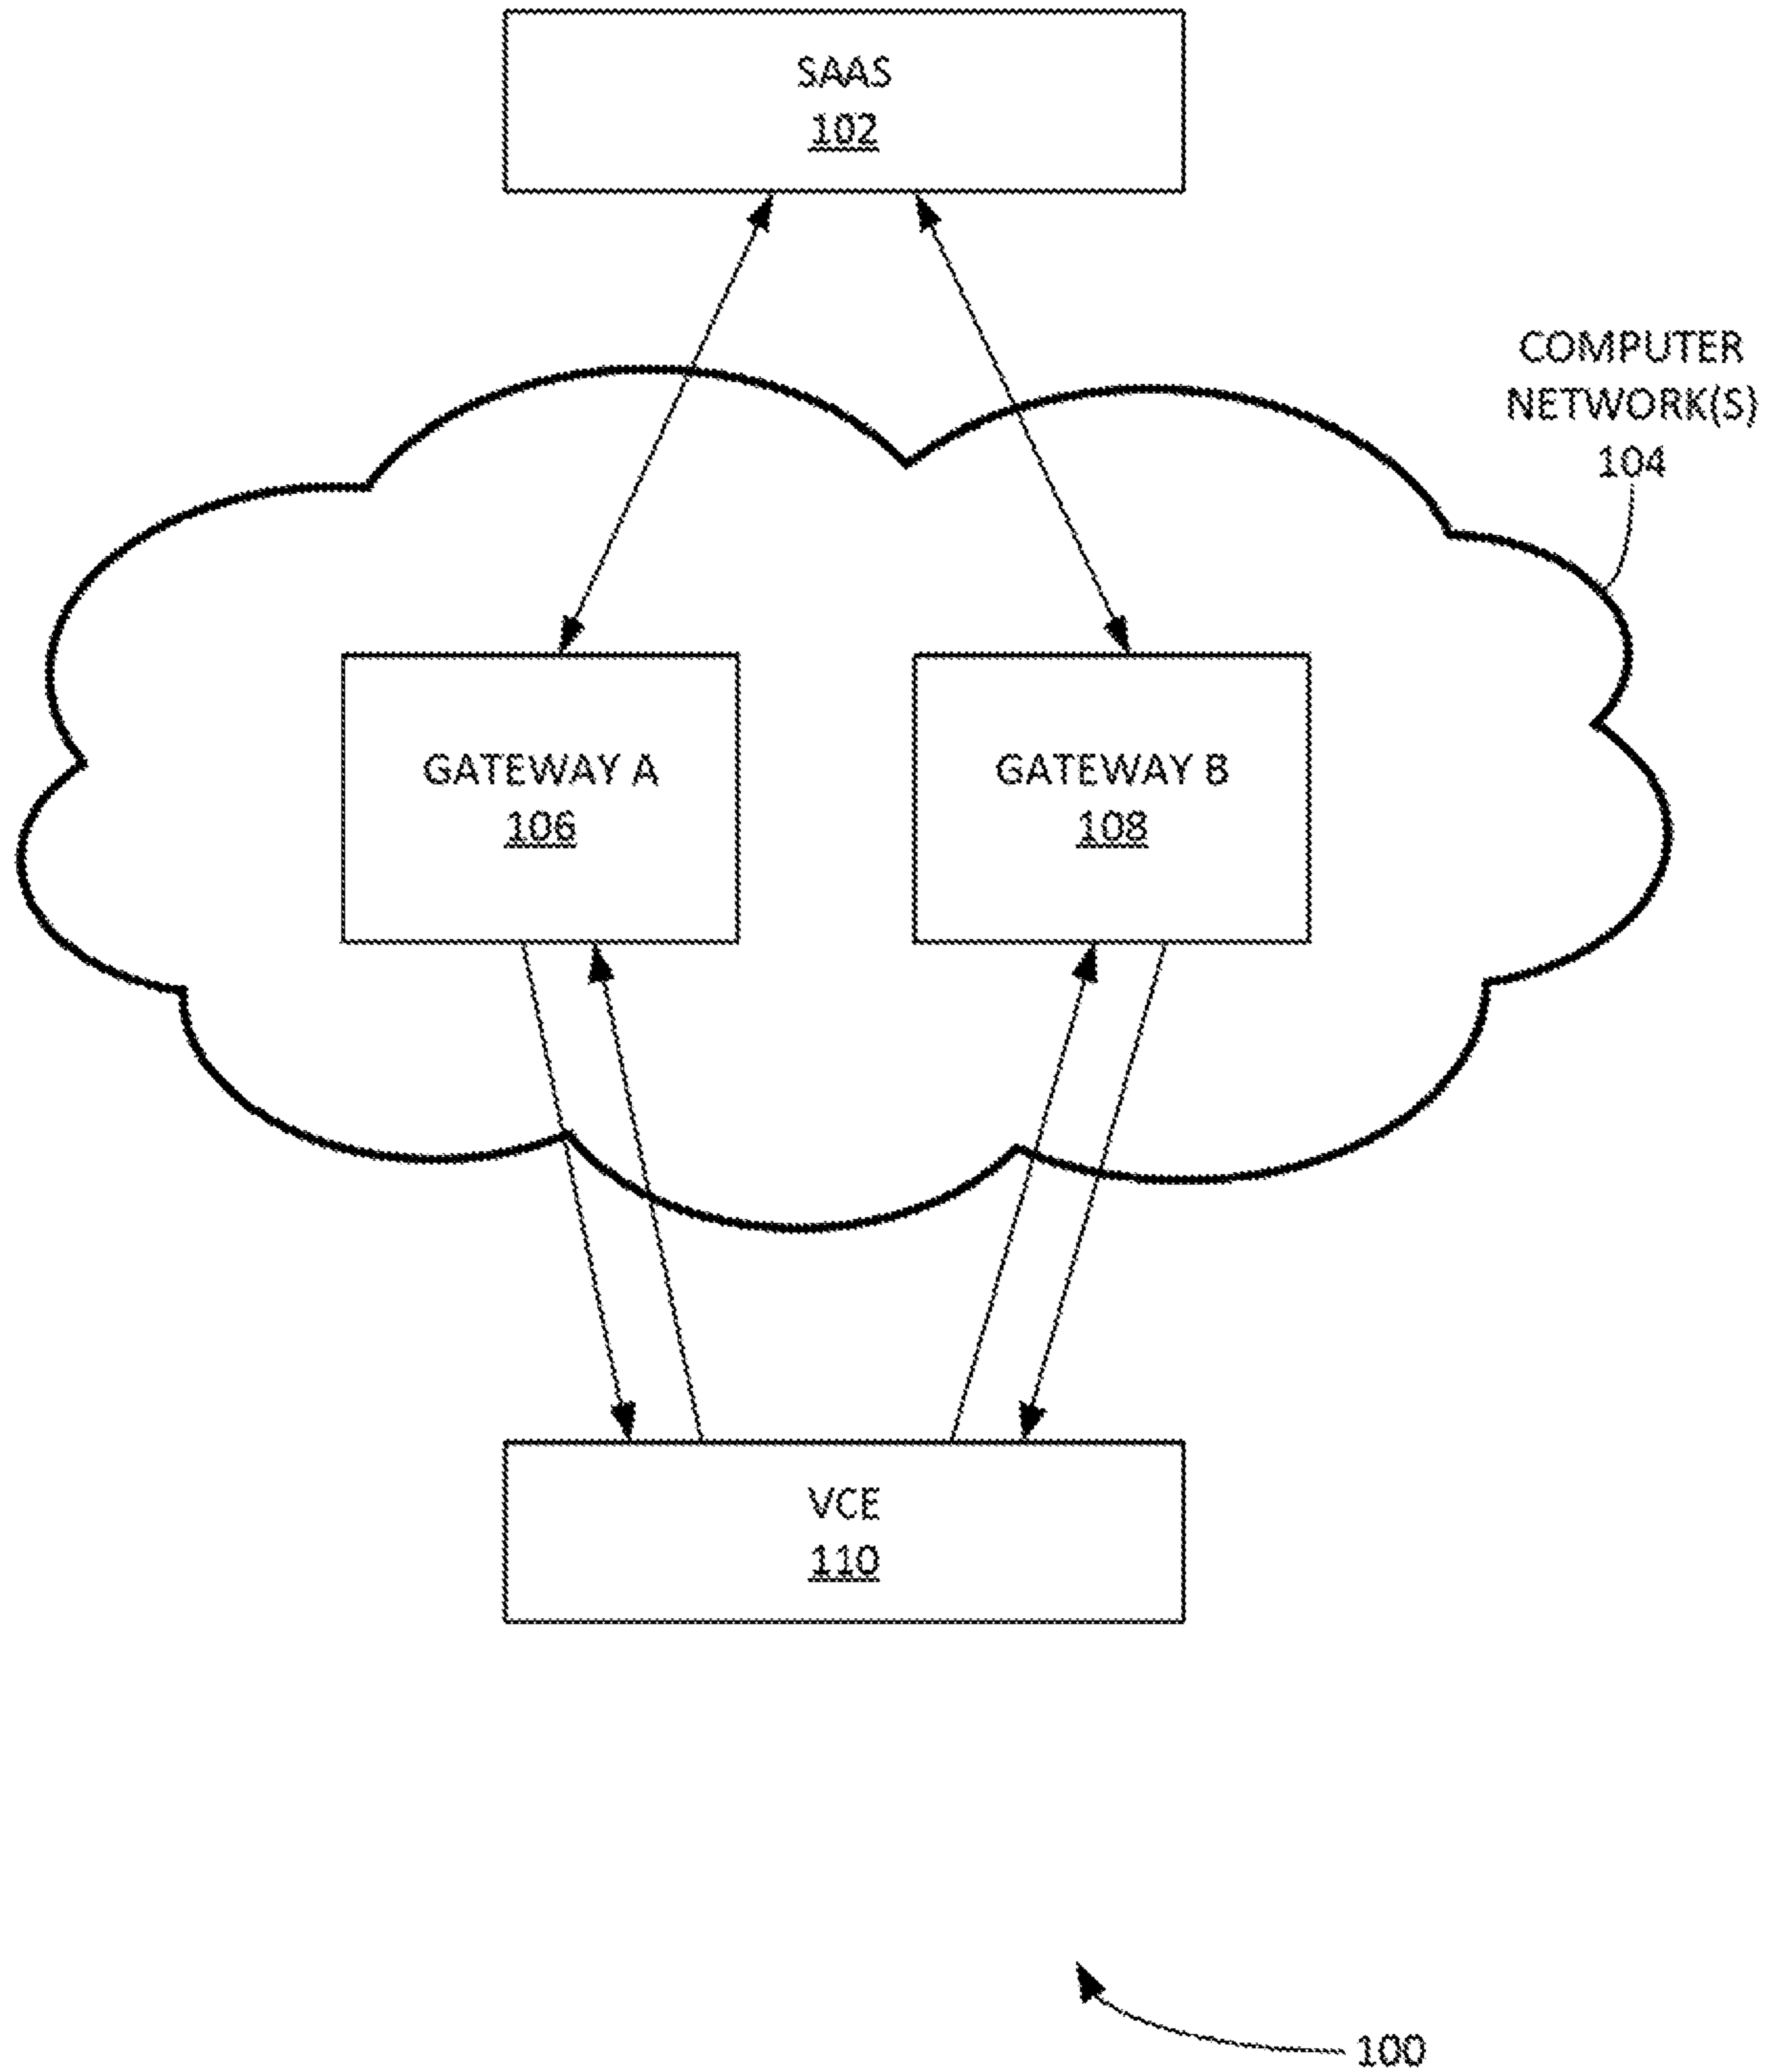 SAAS
102
COMPUTER
NETWORK(S)
104
GATEWAY A
106
GATEWAY B
108
VCE
110
100